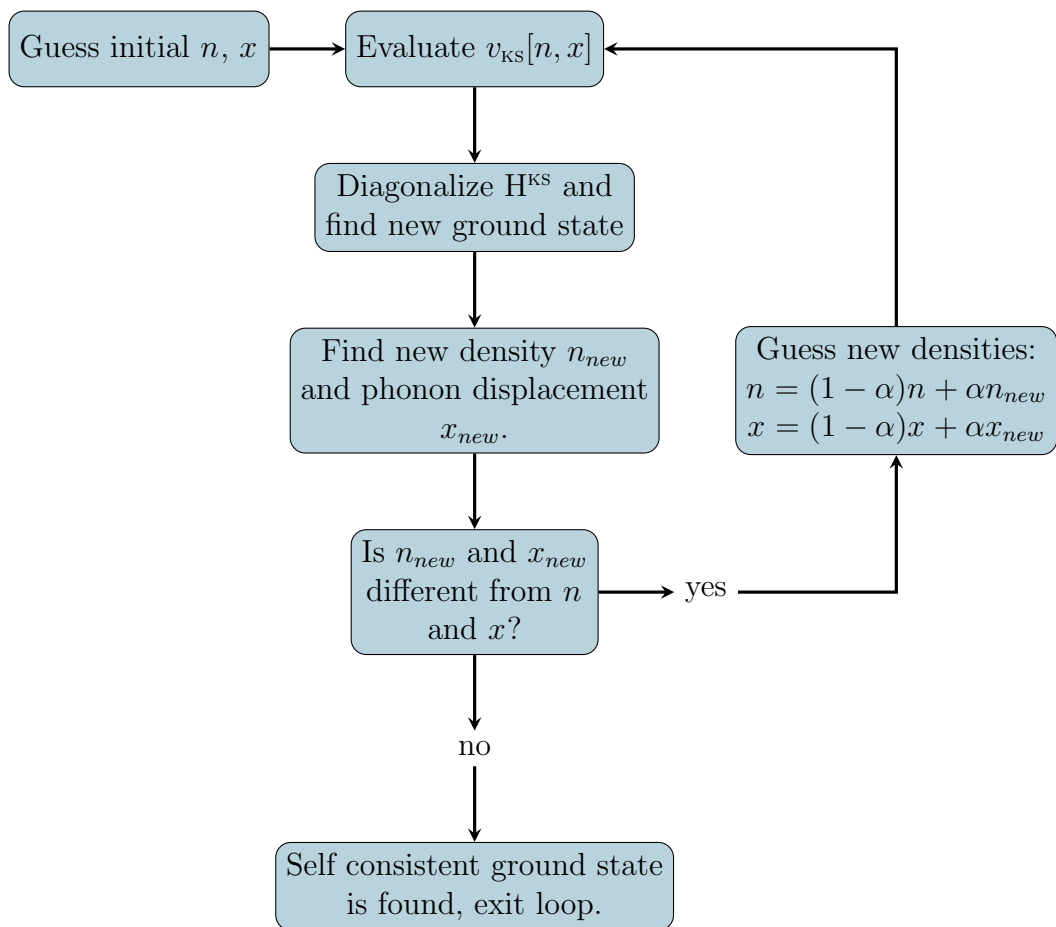 Guess initial n, x
Evaluate v_KS[n, x]
Diagonalize H^KS and
find new ground state
Find new density n_new
and phonon displacement
x_new.
Guess new densities:
n = (1 − α)n + αn_new
x = (1 − α)x + αx_new
Is n_new and x_new
different from n
and x?
yes
no
Self consistent ground state
is found, exit loop.